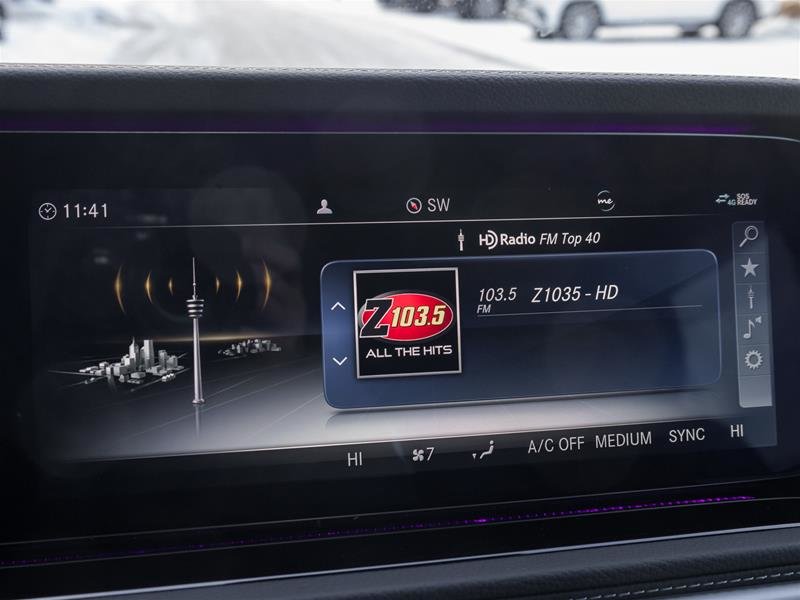 11:41 SW me SOS 4G READY
HD Radio FM Top 40
103.5 Z1035 - HD
FM
Z103.5
ALL THE HITS
HI 7 A/C OFF MEDIUM SYNC HI